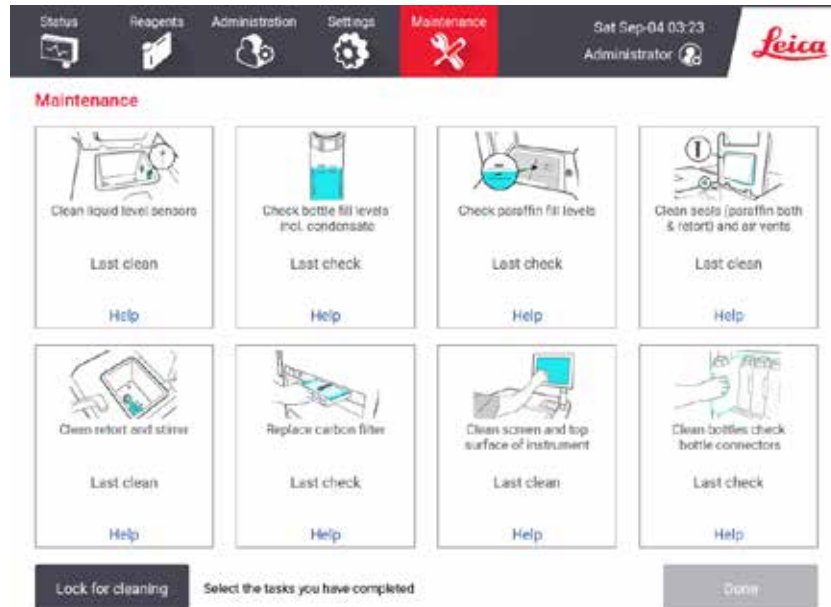 Status Reagents Administration Settings Maintenance
Sat Sep-04 03:23
Administrator
Leica
Maintenance
Clean liquid level sensors
Last clean
Help
Check bottle fill levels
incl. condensate
Last check
Help
Check paraffin fill levels
Last check
Help
Clean seals (paraffin bath
& retort) and air vents
Last clean
Help
Clean retort and stirrer
Last clean
Help
Replace carbon filter
Last check
Help
Clean screen and top
surface of instrument
Last clean
Help
Clean bottles check
bottle connectors
Last check
Help
Lock for cleaning
Select the tasks you have completed
Done